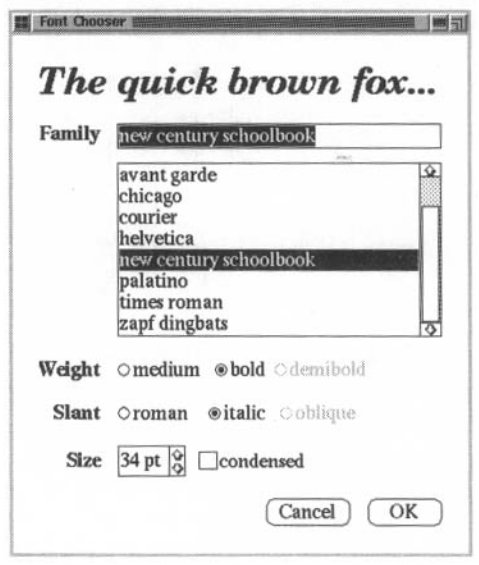 Font Chooser
The quick brown fox...
Family new century schoolbook
avant garde
chicago
courier
helvetica
new century schoolbook
palatino
times roman
zapf dingbats
Weight medium bold demibold
Slant roman italic oblique
Size 34 pt condensed
Cancel OK